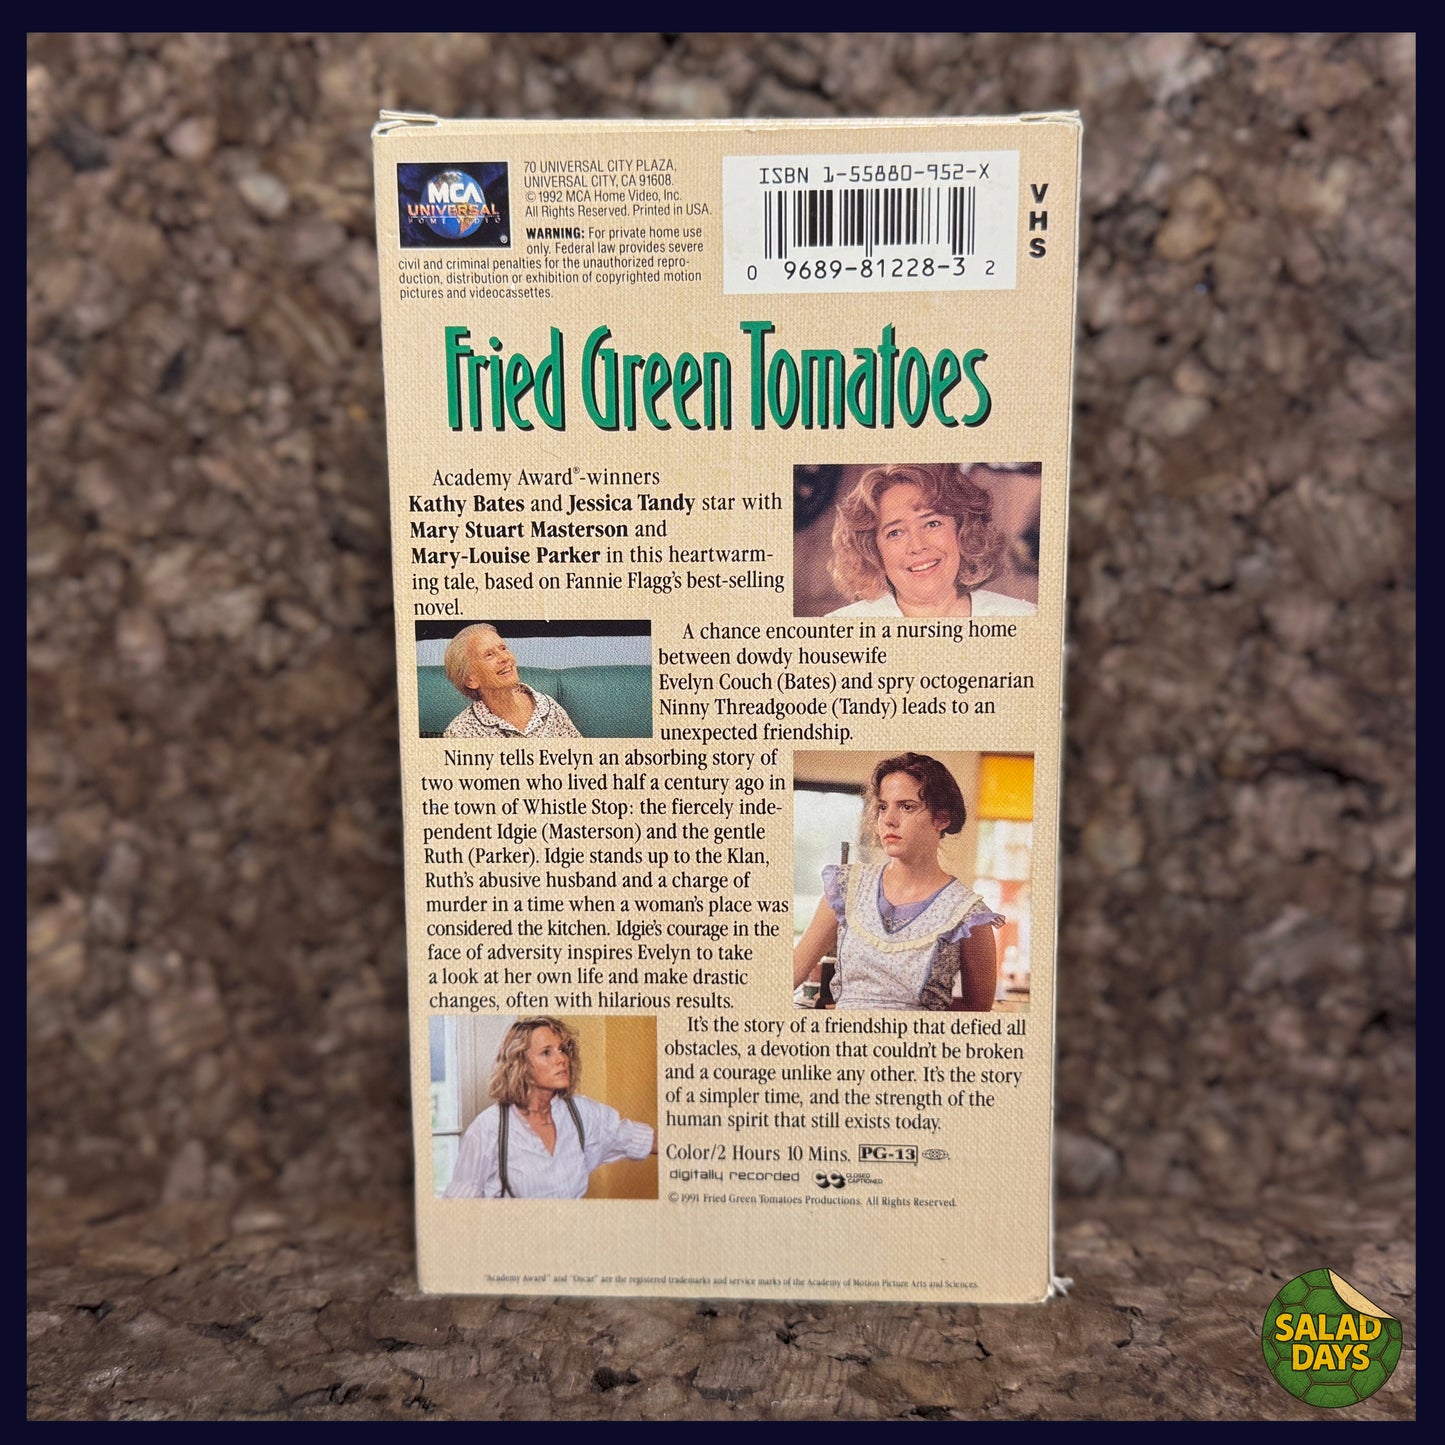 MCA
UNIVERSAL
HOME VIDEO
®
70 UNIVERSAL CITY PLAZA,
UNIVERSAL CITY, CA 91608.
© 1992 MCA Home Video, Inc.
All Rights Reserved. Printed in USA.
WARNING: For private home use
only. Federal law provides severe
civil and criminal penalties for the unauthorized repro-
duction, distribution or exhibition of copyrighted motion
pictures and videocassettes.
ISBN 1-55880-952-X
0 9689-81228-3 2
VHS
Fried Green Tomatoes
Academy Award®-winners
Kathy Bates and Jessica Tandy star with
Mary Stuart Masterson and
Mary-Louise Parker in this heartwarm-
ing tale, based on Fannie Flagg's best-selling
novel.
A chance encounter in a nursing home
between dowdy housewife
Evelyn Couch (Bates) and spry octogenarian
Ninny Threadgoode (Tandy) leads to an
unexpected friendship.
Ninny tells Evelyn an absorbing story of
two women who lived half a century ago in
the town of Whistle Stop: the fiercely inde-
pendent Idgie (Masterson) and the gentle
Ruth (Parker). Idgie stands up to the Klan,
Ruth's abusive husband and a charge of
murder in a time when a woman's place was
considered the kitchen. Idgie's courage in the
face of adversity inspires Evelyn to take
a look at her own life and make drastic
changes, often with hilarious results.
It's the story of a friendship that defied all
obstacles, a devotion that couldn't be broken
and a courage unlike any other. It's the story
of a simpler time, and the strength of the
human spirit that still exists today.
Color/2 Hours 10 Mins. PG-13
digitally recorded CC CLOSED CAPTIONED
© 1991 Fried Green Tomatoes Productions. All Rights Reserved.
"Academy Award" and "Oscar" are the registered trademarks and service marks of the Academy of Motion Picture Arts and Sciences.
SALAD
DAYS